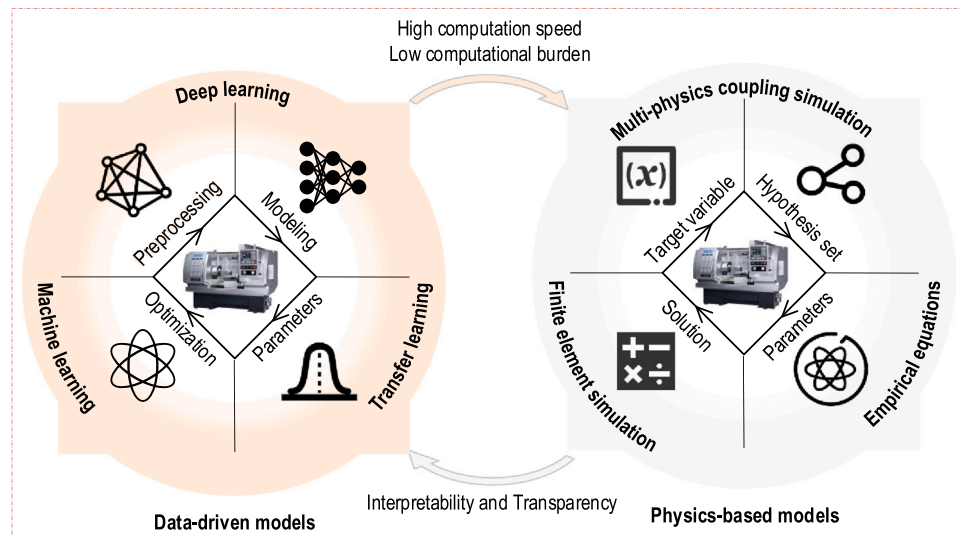 High computation speed
Low computational burden
Deep learning
Preprocessing
Modeling
Optimization
Parameters
Machine learning
Transfer learning
Data-driven models
Multi-physics coupling simulation
(x)
Target variable
Hypothesis set
Solution
Parameters
Finite element simulation
Empirical equations
Interpretability and Transparency
Physics-based models